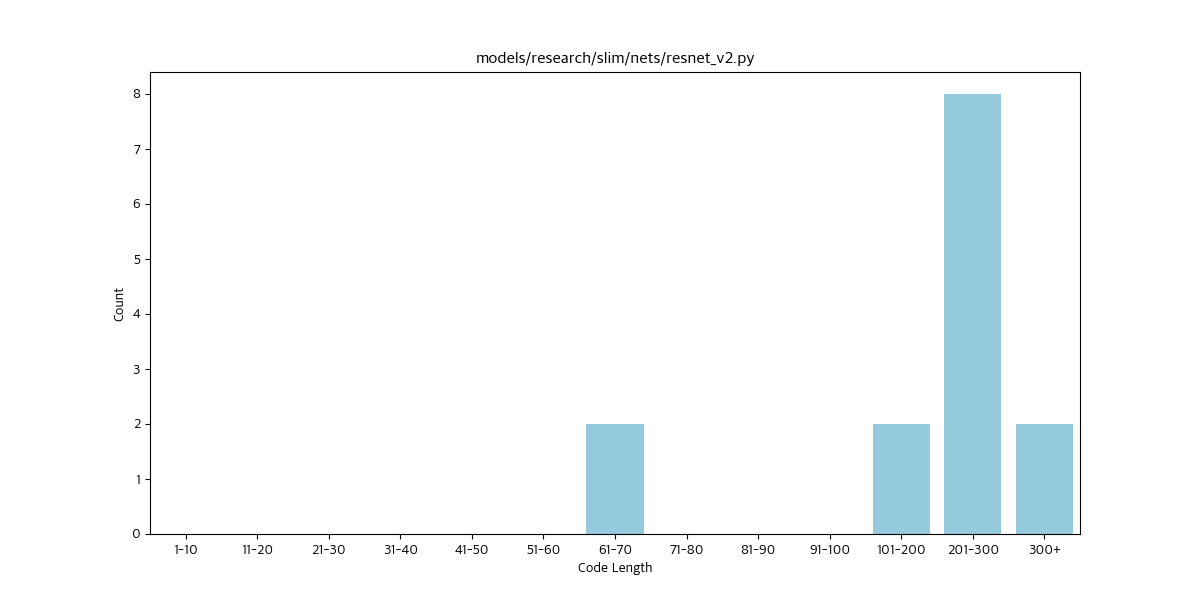 models/research/slim/nets/resnet_v2.py
8
7
6
5
4
3
2
1
0
Count
1-10 11-20 21-30 31-40 41-50 51-60 61-70 71-80 81-90 91-100 101-200 201-300 300+
Code Length